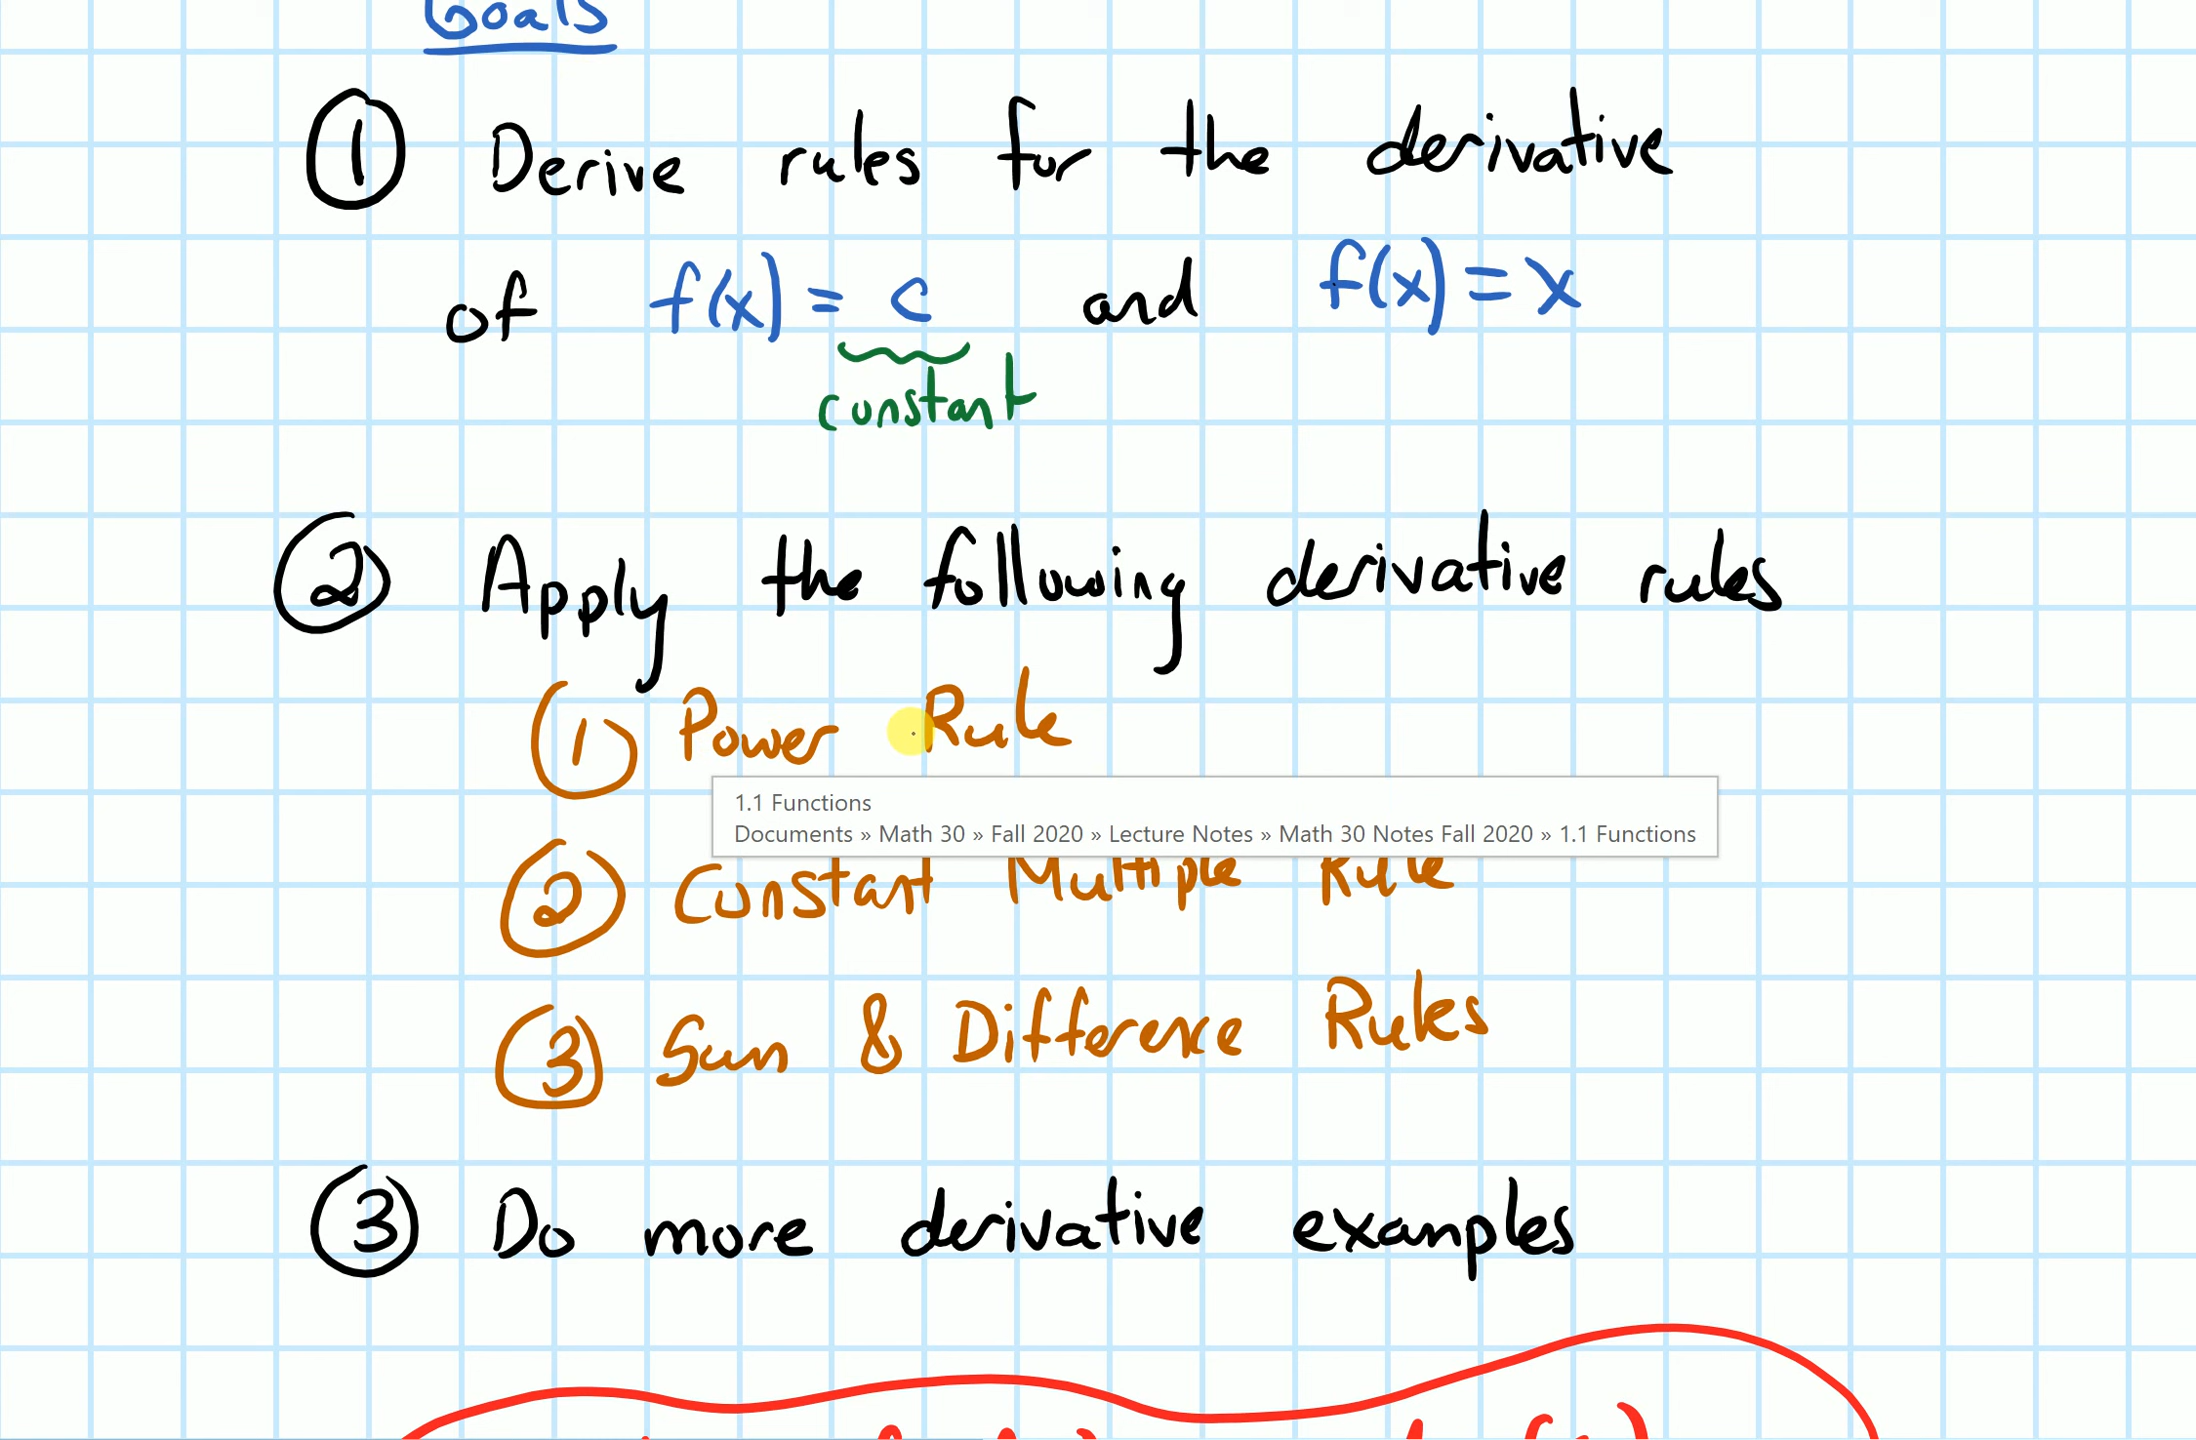 Goals
① Derive rules for the derivative
of f(x) = c and f(x) = x
constant
② Apply the following derivative rules
① Power Rule
1.1 Functions
Documents » Math 30 » Fall 2020 » Lecture Notes » Math 30 Notes Fall 2020 » 1.1 Functions
② Constant Multiple Rule
③ Sum & Difference Rules
③ Do more derivative examples